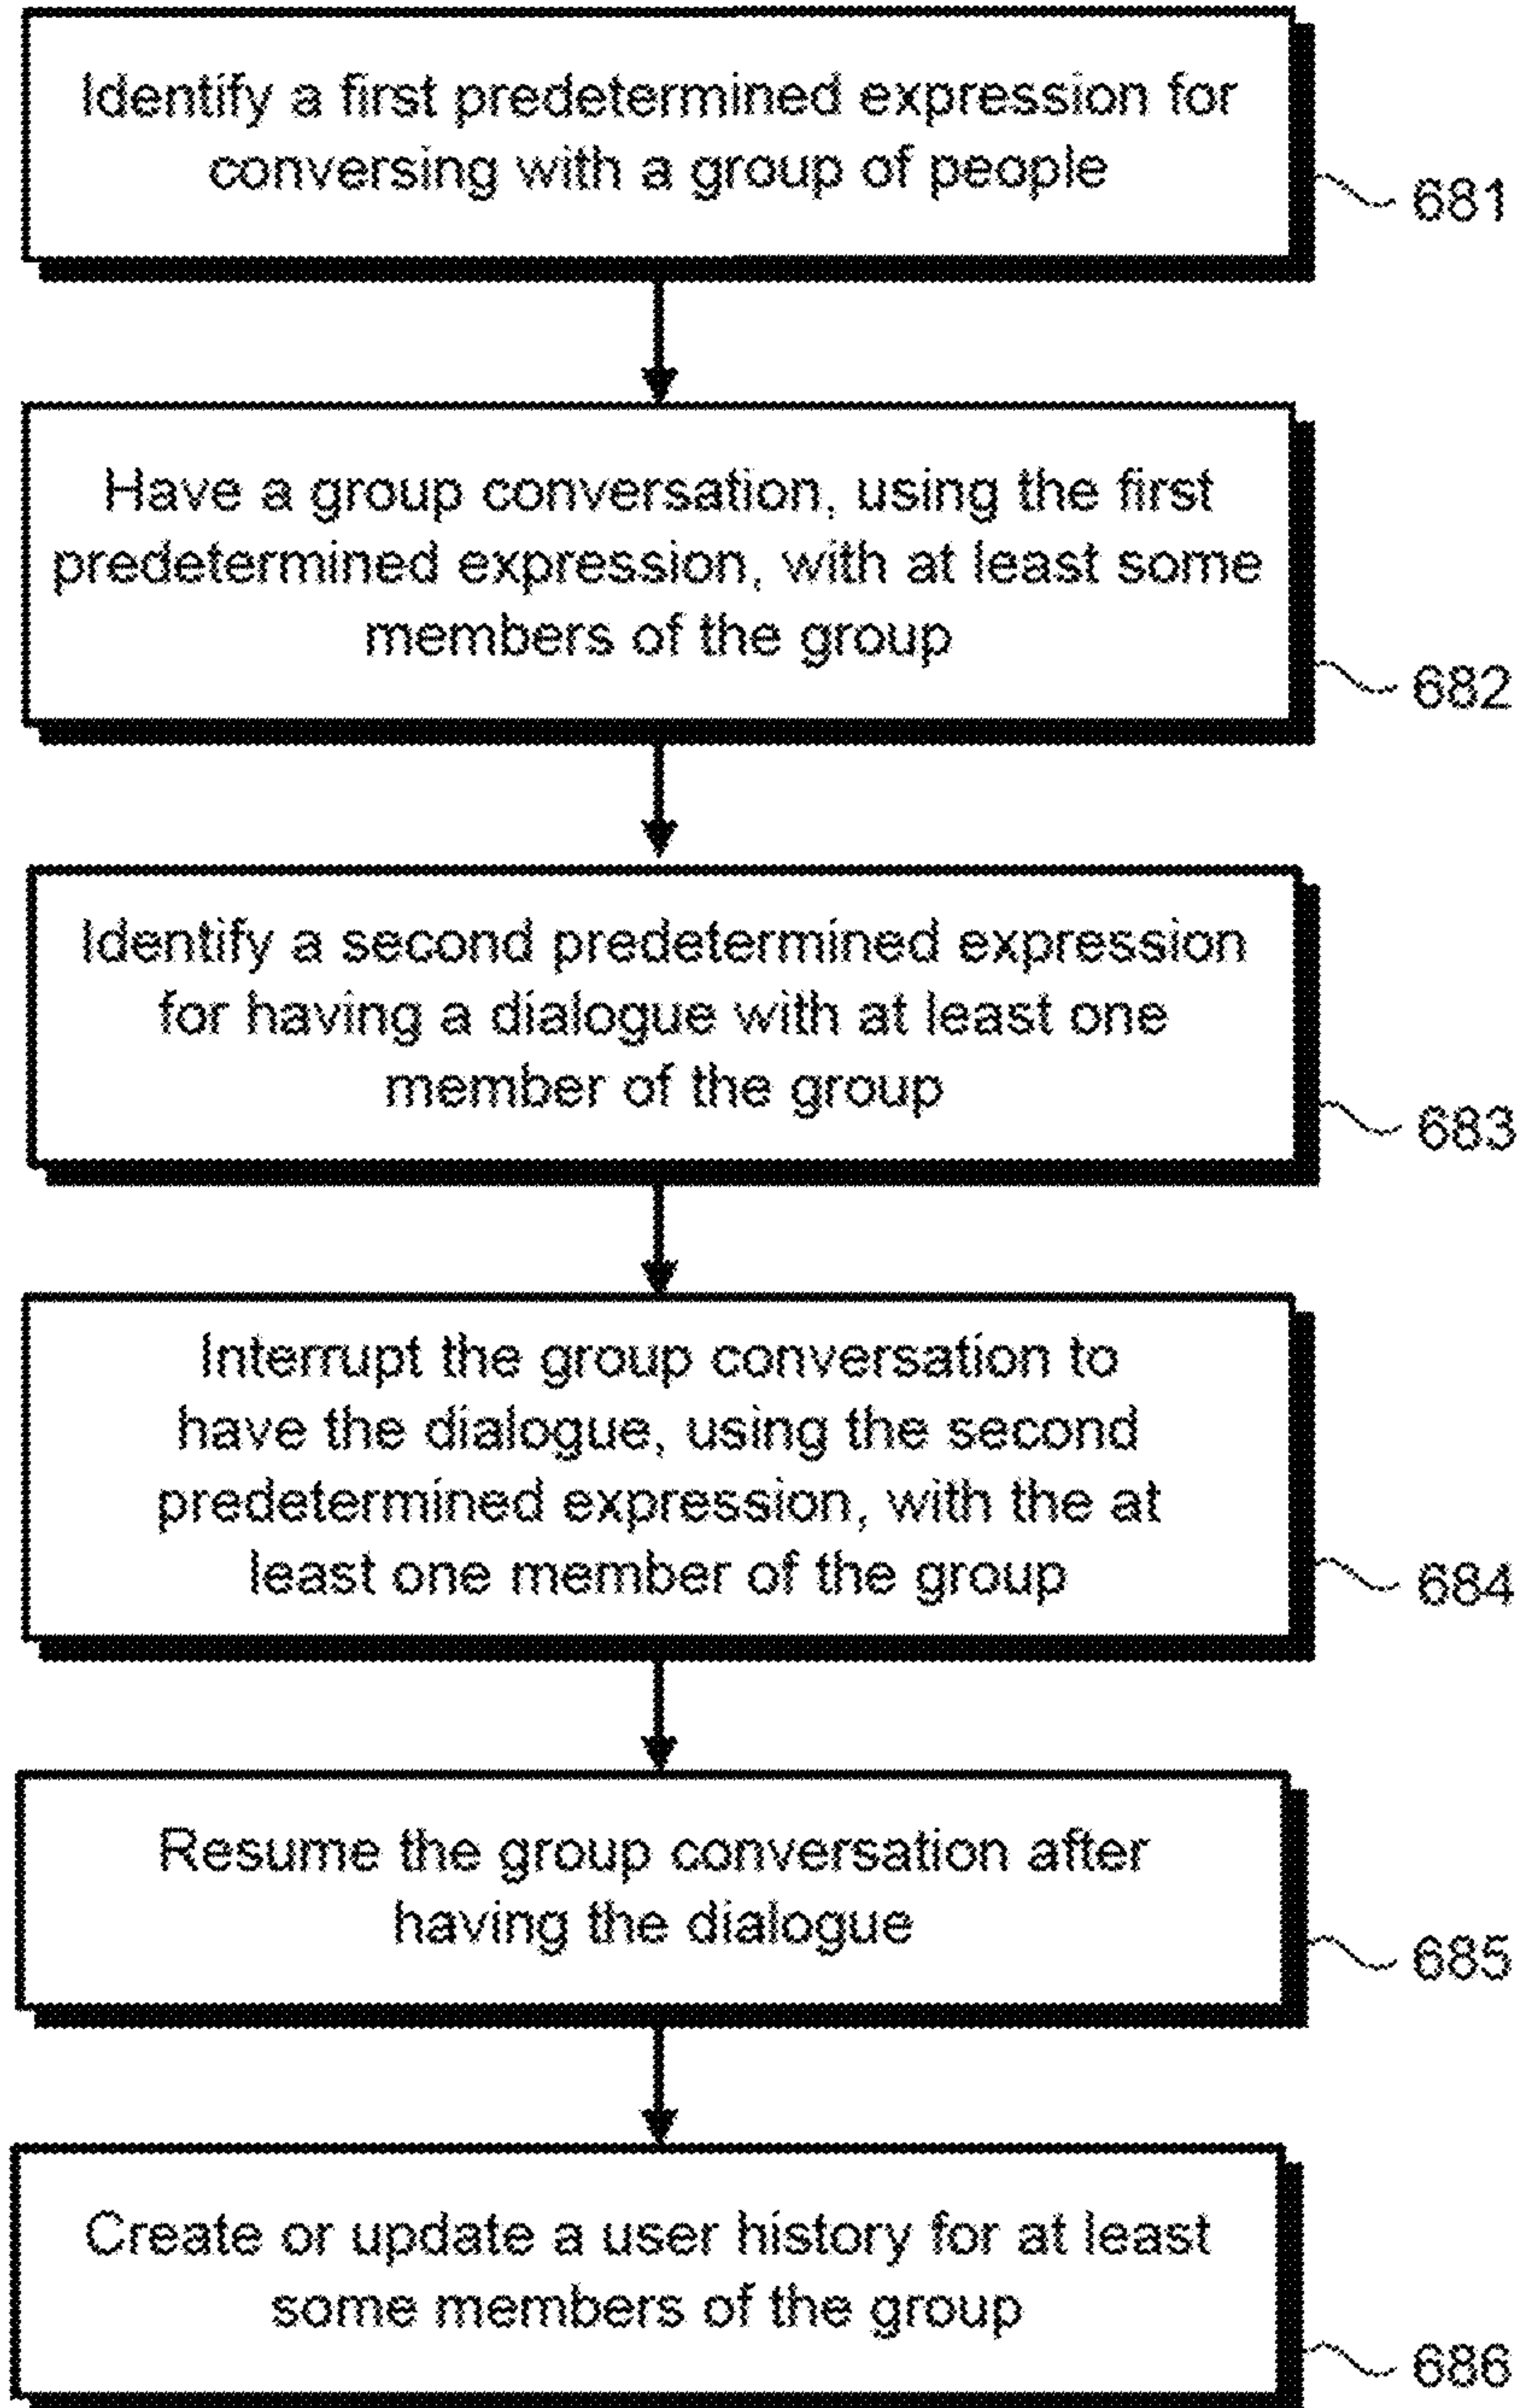 Identify a first predetermined expression for
conversing with a group of people
681
Have a group conversation, using the first
predetermined expression, with at least some
members of the group
682
Identify a second predetermined expression
for having a dialogue with at least one
member of the group
683
Interrupt the group conversation to
have the dialogue, using the second
predetermined expression, with the at
least one member of the group
684
Resume the group conversation after
having the dialogue
685
Create or update a user history for at least
some members of the group
686